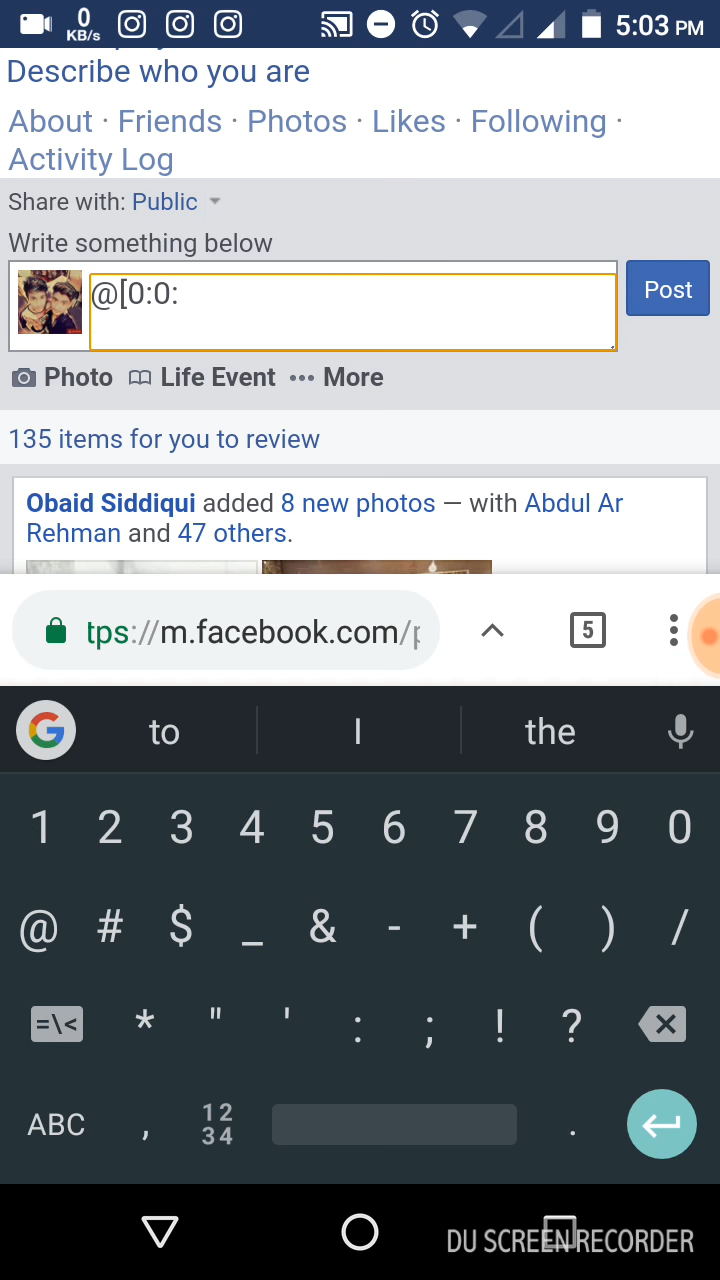 0
KB/s
5:03 PM
Describe who you are
About · Friends · Photos · Likes · Following ·
Activity Log
Share with: Public
Write something below
@[0:0:
Post
Photo
Life Event
••• More
135 items for you to review
Obaid Siddiqui added 8 new photos — with Abdul Ar
Rehman and 47 others.
tps://m.facebook.com/p
5
G
to
I
the
1 2 3 4 5 6 7 8 9 0
@ # $ _ & - + ( ) /
=\< * " ' : ; ! ?
ABC , 12 34 .
DU SCREEN RECORDER